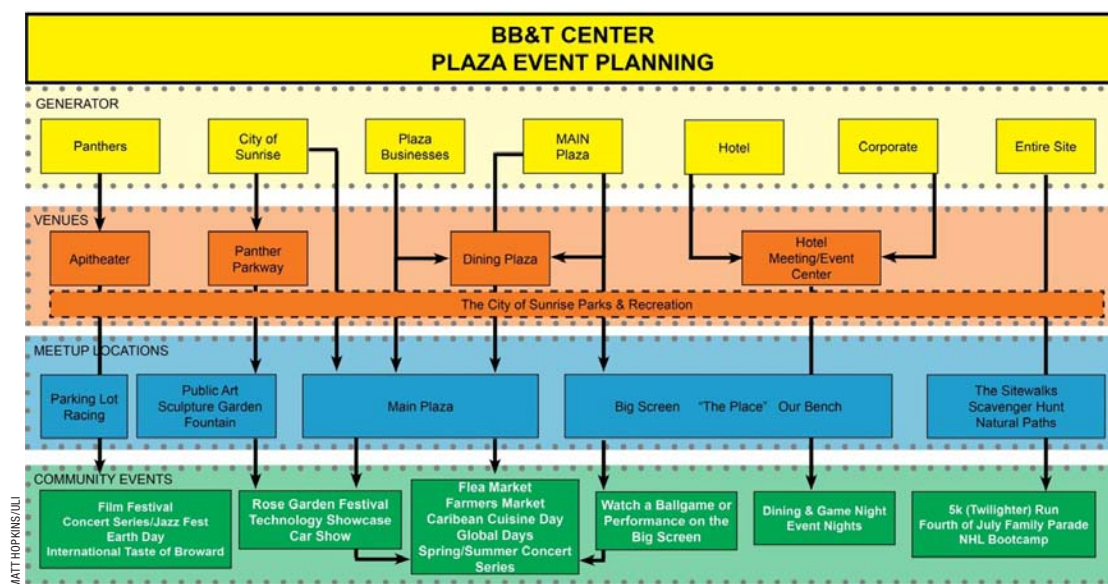 BB&T CENTER
PLAZA EVENT PLANNING
GENERATOR
Panthers
City of
Sunrise
Plaza
Businesses
MAIN
Plaza
Hotel
Corporate
Entire Site
VENUES
Apitheater
Panther
Parkway
Dining Plaza
Hotel
Meeting/Event
Center
The City of Sunrise Parks & Recreation
MEETUP LOCATIONS
Parking Lot
Racing
Public Art
Sculpture Garden
Fountain
Main Plaza
Big Screen "The Place" Our Bench
The Sitewalks
Scavenger Hunt
Natural Paths
COMMUNITY EVENTS
Film Festival
Concert Series/Jazz Fest
Earth Day
International Taste of Broward
Rose Garden Festival
Technology Showcase
Car Show
Flea Market
Farmers Market
Caribean Cuisine Day
Global Days
Spring/Summer Concert
Series
Watch a Ballgame or
Performance on the
Big Screen
Dining & Game Night
Event Nights
5k (Twilighter) Run
Fourth of July Family Parade
NHL Bootcamp
MATT HOPKINS/ULI